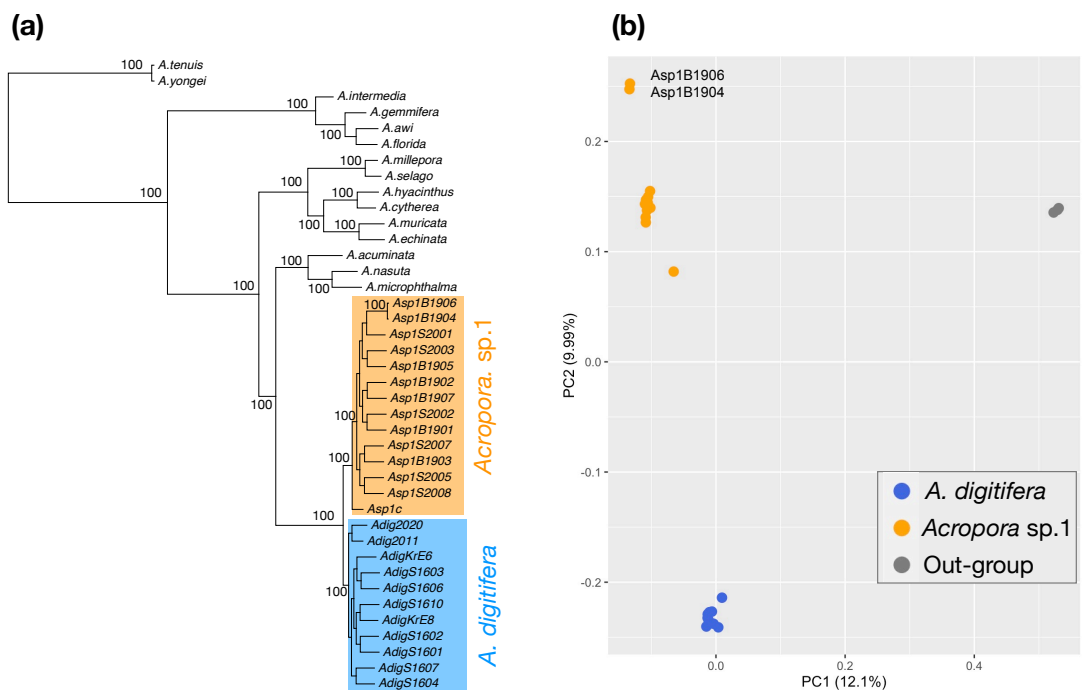 (a)
100
A.tenuis
A.yongei
100
A.intermedia
A.gemmifera
100
A.awi
A.florida
100
100
A.millepora
A.selago
100
100
A.hyacinthus
A.cytherea
100
100
A.muricata
A.echinata
100
100
A.acuminata
A.nasuta
100
A.microphthalma
100
Asp1B1906
Asp1B1904
Asp1S2001
Asp1S2003
Asp1B1905
Asp1B1902
Asp1B1907
100
Asp1S2002
Asp1B1901
Asp1S2007
100
Asp1B1903
Asp1S2005
Asp1S2008
Asp1c
Acropora. sp.1
100
100
Adig2020
Adig2011
AdigKrE6
100
AdigS1603
AdigS1606
AdigS1610
AdigKrE8
AdigS1602
AdigS1601
AdigS1607
AdigS1604
A. digitifera
(b)
Asp1B1906
Asp1B1904
0.2
0.1
0.0
-0.1
-0.2
PC2 (9.99%)
A. digitifera
Acropora sp.1
Out-group
0.0
0.2
0.4
PC1 (12.1%)